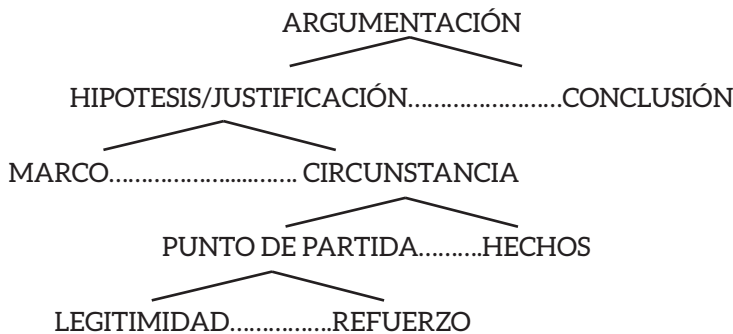 ARGUMENTACIÓN
HIPOTESIS/JUSTIFICACIÓN........................CONCLUSIÓN
MARCO.............................. CIRCUNSTANCIA
PUNTO DE PARTIDA..........HECHOS
LEGITIMIDAD................REFUERZO